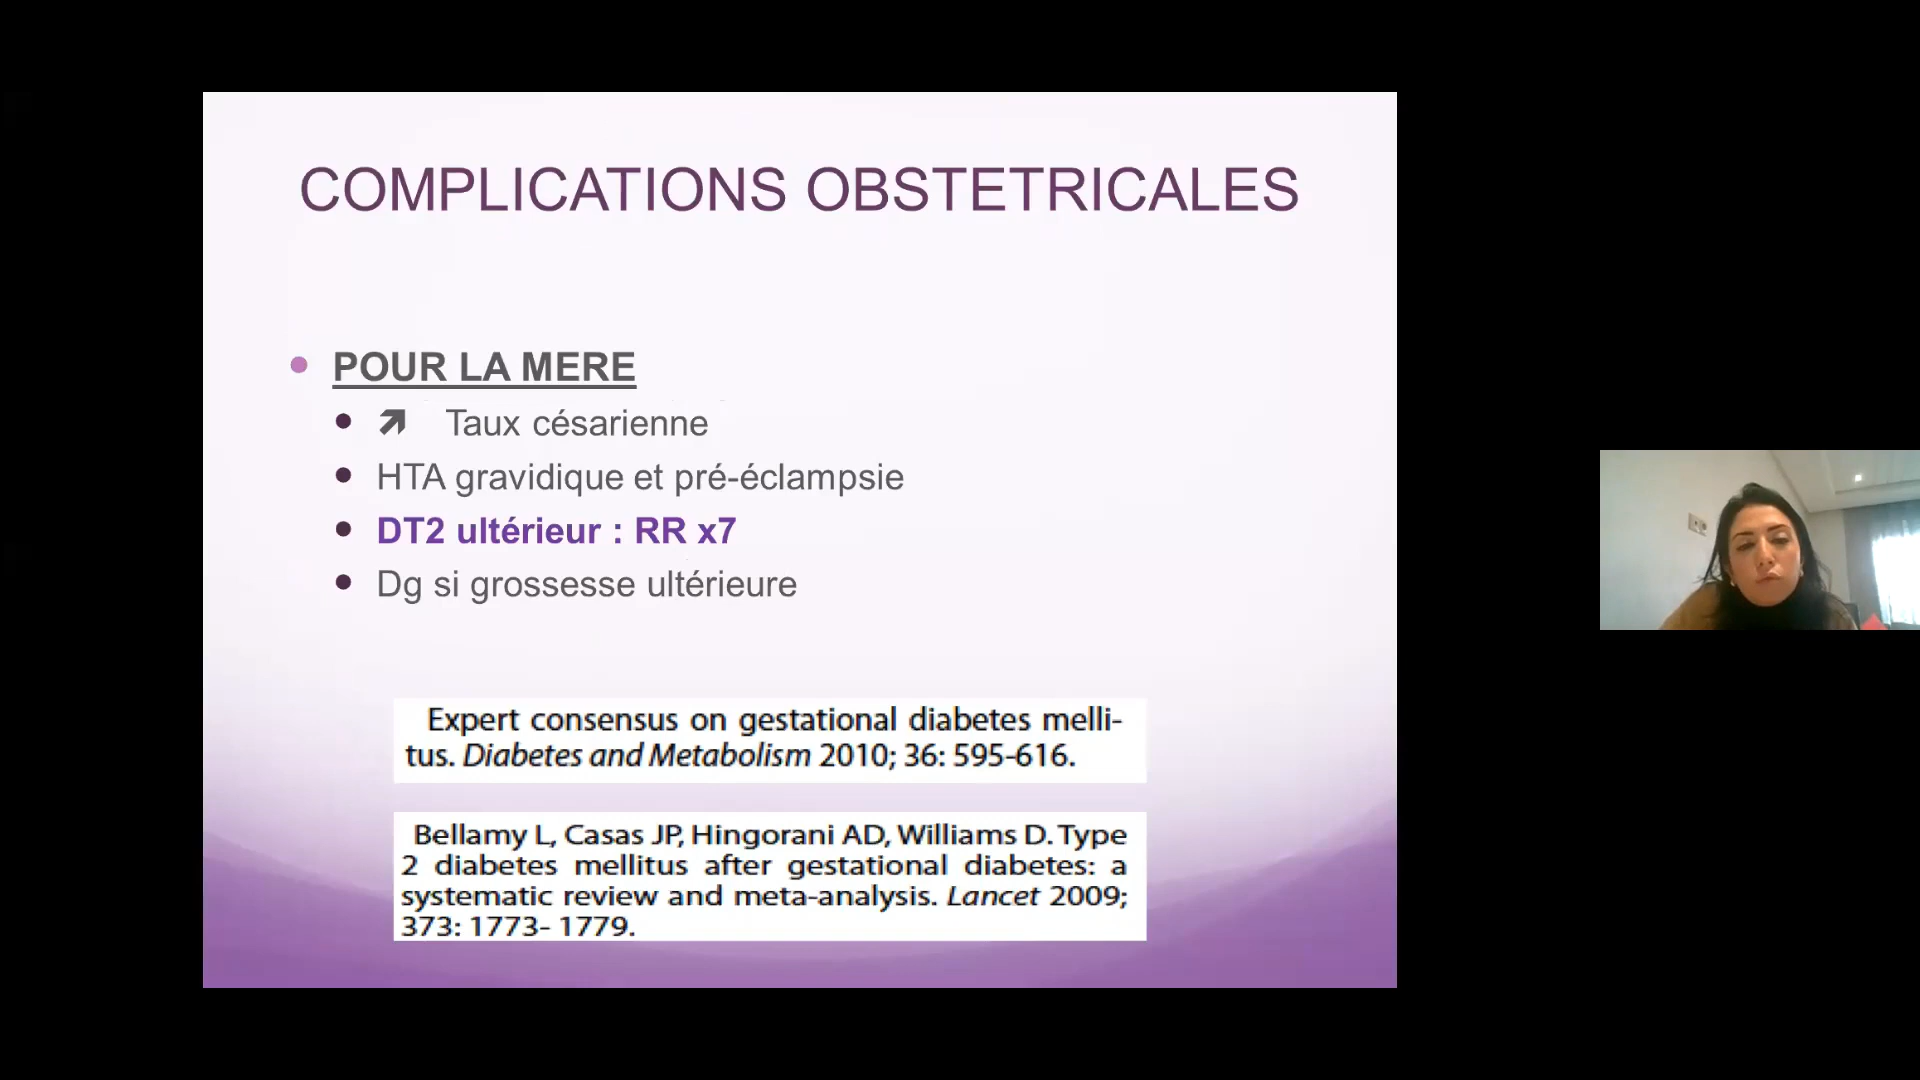 COMPLICATIONS OBSTETRICALES
POUR LA MERE
Taux césarienne
HTA gravidique et pré-éclampsie
DT2 ultérieur : RR x7
Dg si grossesse ultérieure
Expert consensus on gestational diabetes melli-
tus. Diabetes and Metabolism 2010; 36: 595-616.
Bellamy L, Casas JP, Hingorani AD, Williams D. Type
2 diabetes mellitus after gestational diabetes: a
systematic review and meta-analysis. Lancet 2009;
373: 1773- 1779.